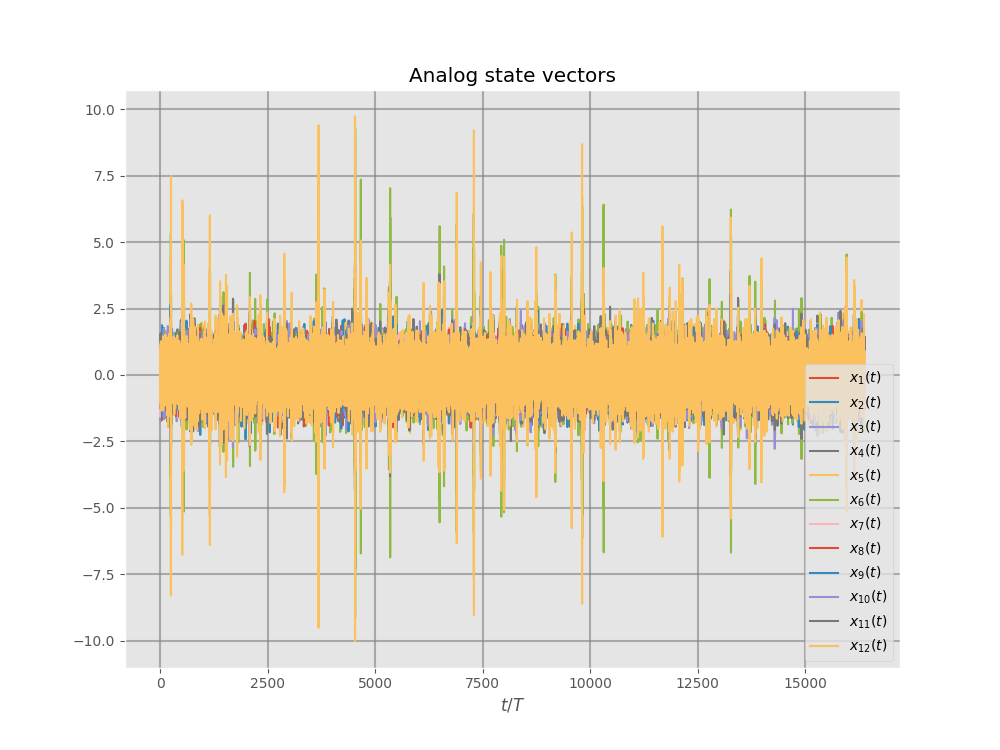 Analog state vectors
10.0
7.5
5.0
2.5
0.0
−2.5
−5.0
−7.5
−10.0
x₁(t)
x₂(t)
x₃(t)
x₄(t)
x₅(t)
x₆(t)
x₇(t)
x₈(t)
x₉(t)
x₁₀(t)
x₁₁(t)
x₁₂(t)
0 2500 5000 7500 10000 12500 15000
t/T